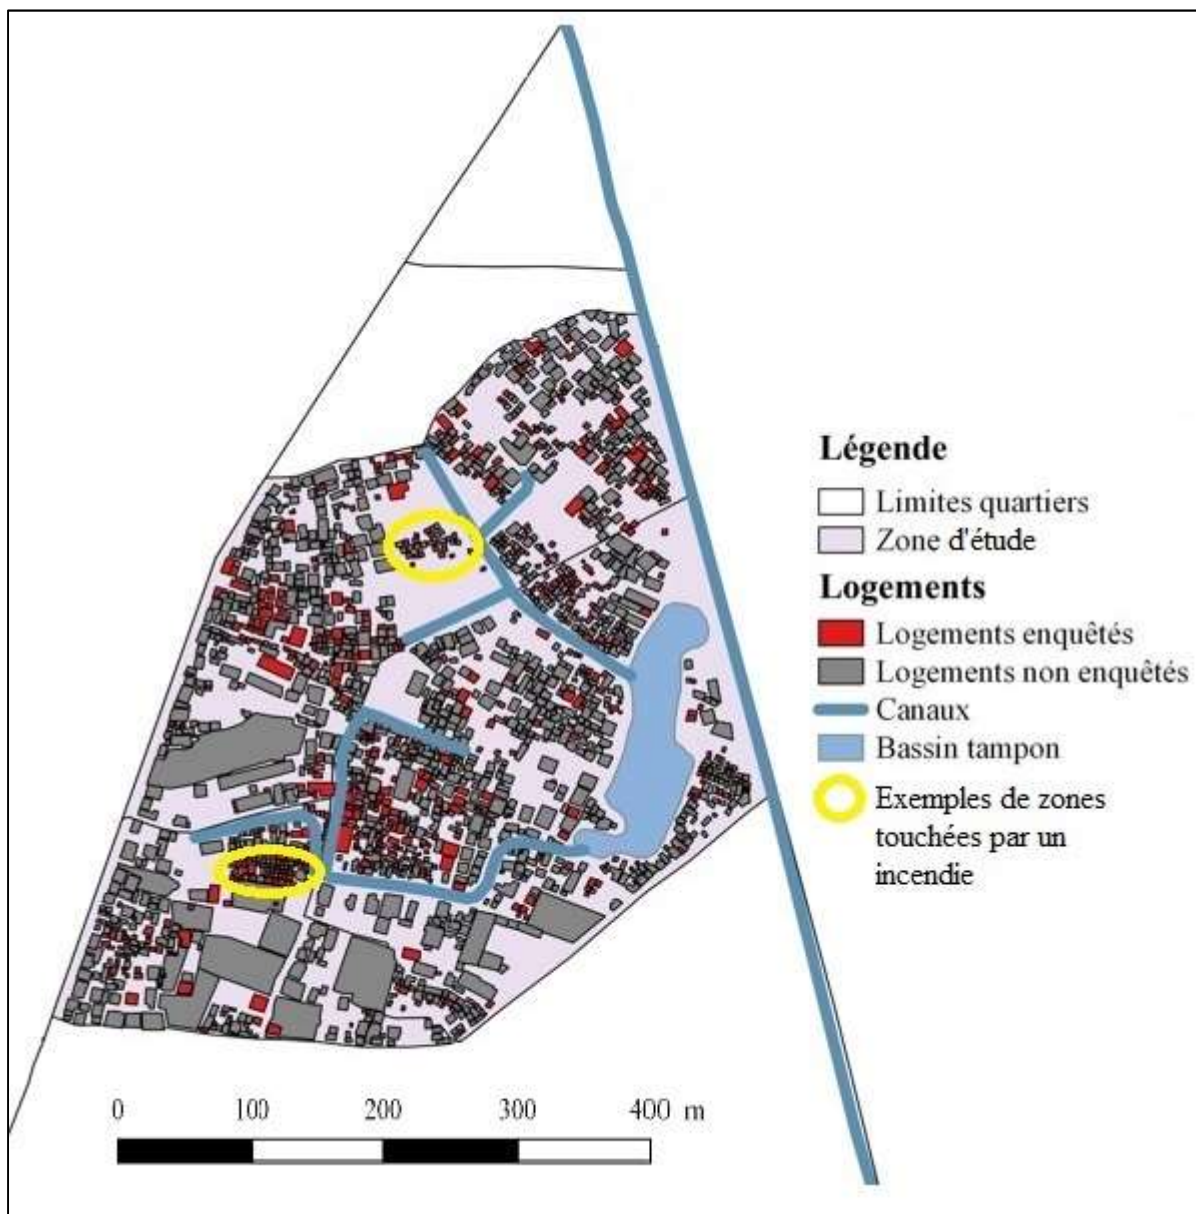 Légende
Limites quartiers
Zone d'étude
Logements
Logements enquêtés
Logements non enquêtés
Canaux
Bassin tampon
Exemples de zones
touchées par un
incendie
0 100 200 300 400 m